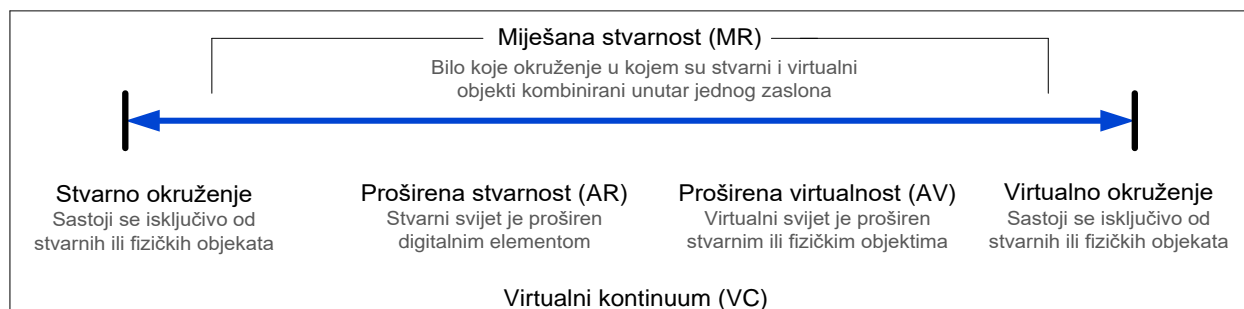 Miješana stvarnost (MR)
Bilo koje okruženje u kojem su stvarni i virtualni
objekti kombinirani unutar jednog zaslona
Stvarno okruženje
Sastoji se isključivo od
stvarnih ili fizičkih objekata
Proširena stvarnost (AR)
Stvarni svijet je proširen
digitalnim elementom
Proširena virtualnost (AV)
Virtualni svijet je proširen
stvarnim ili fizičkim objektima
Virtualno okruženje
Sastoji se isključivo od
stvarnih ili fizičkih objekata
Virtualni kontinuum (VC)